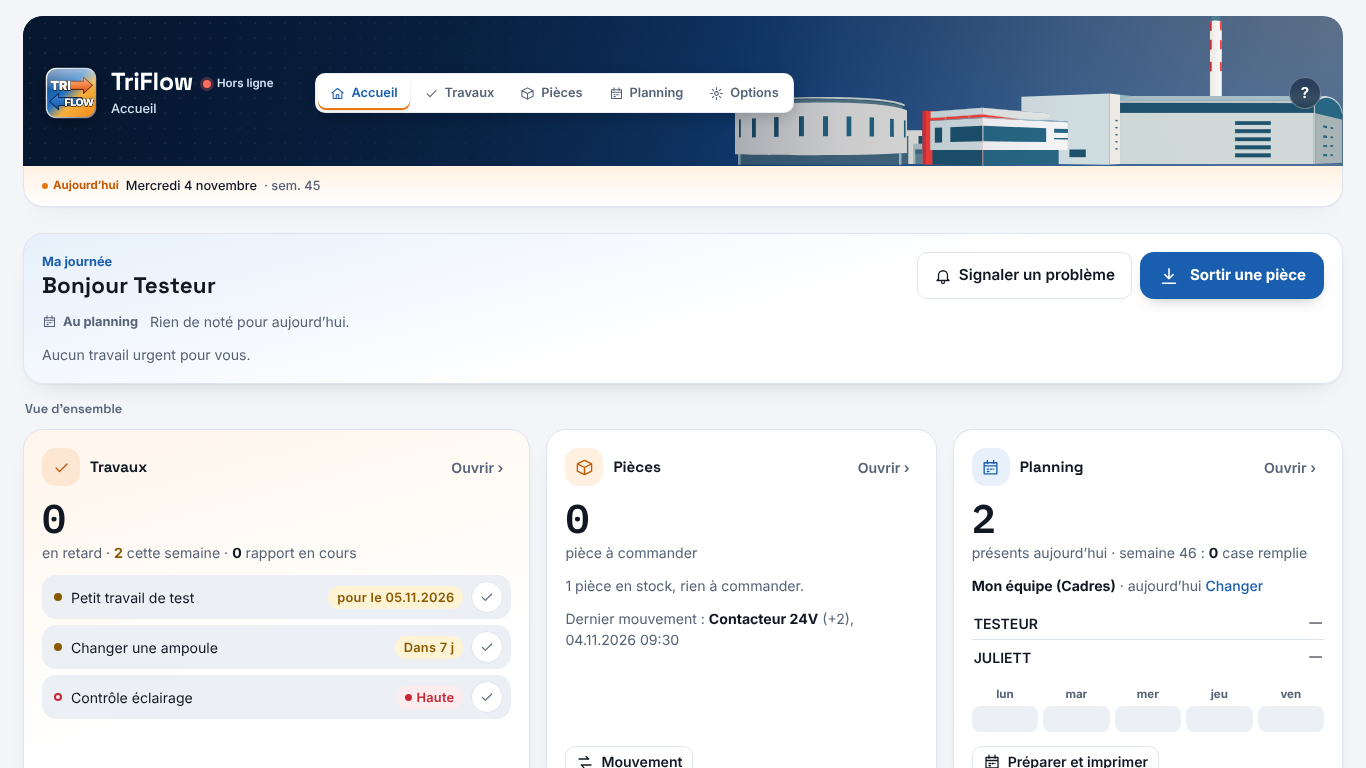 TRI
FLOW
TriFlow
Hors ligne
Accueil
Accueil
Travaux
Pièces
Planning
Options
?
Aujourd'hui Mercredi 4 novembre · sem. 45
Ma journée
Bonjour Testeur
Signaler un problème
Sortir une pièce
Au planning Rien de noté pour aujourd'hui.
Aucun travail urgent pour vous.
Vue d'ensemble
Travaux
Ouvrir ›
0
en retard · 2 cette semaine · 0 rapport en cours
Petit travail de test
pour le 05.11.2026
Changer une ampoule
Dans 7 j
Contrôle éclairage
Haute
Pièces
Ouvrir ›
0
pièce à commander
1 pièce en stock, rien à commander.
Dernier mouvement : Contacteur 24V (+2),
04.11.2026 09:30
Mouvement
Planning
Ouvrir ›
2
présents aujourd'hui · semaine 46 : 0 case remplie
Mon équipe (Cadres) · aujourd'hui Changer
TESTEUR —
JULIETT —
lun mar mer jeu ven
Préparer et imprimer